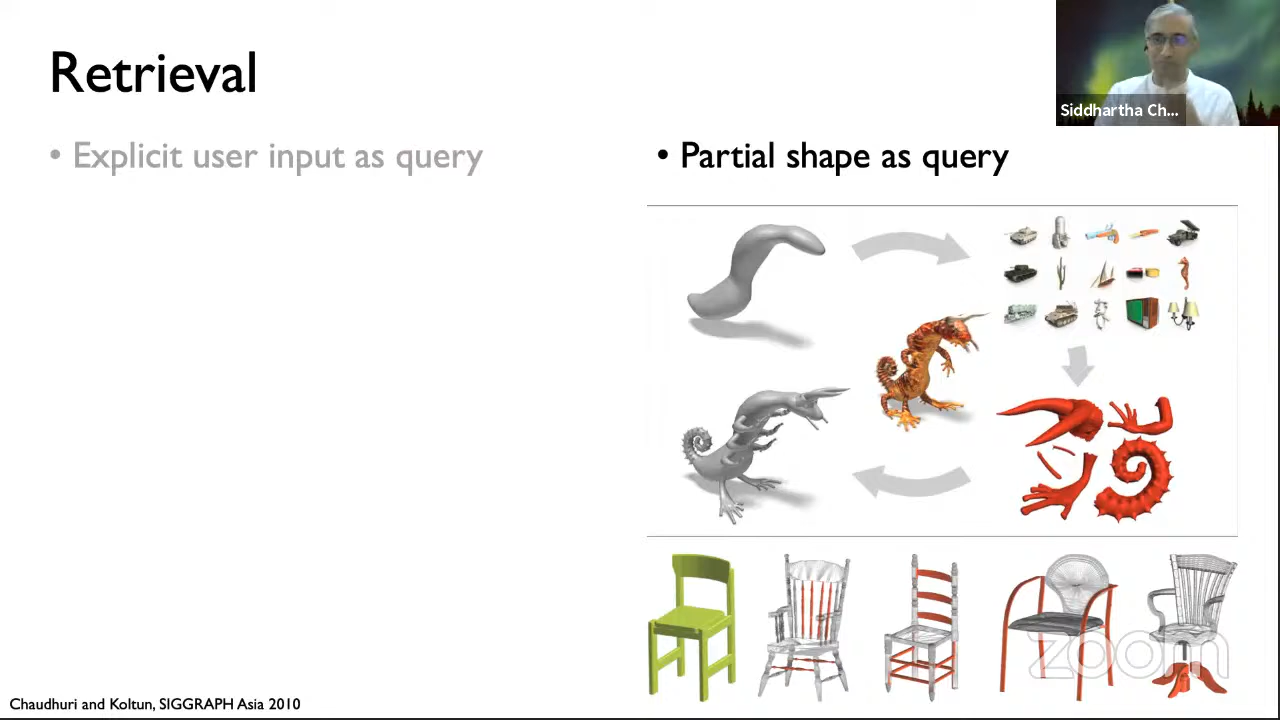 Retrieval
Siddhartha Ch...
• Explicit user input as query
• Partial shape as query
zoom
Chaudhuri and Koltun, SIGGRAPH Asia 2010